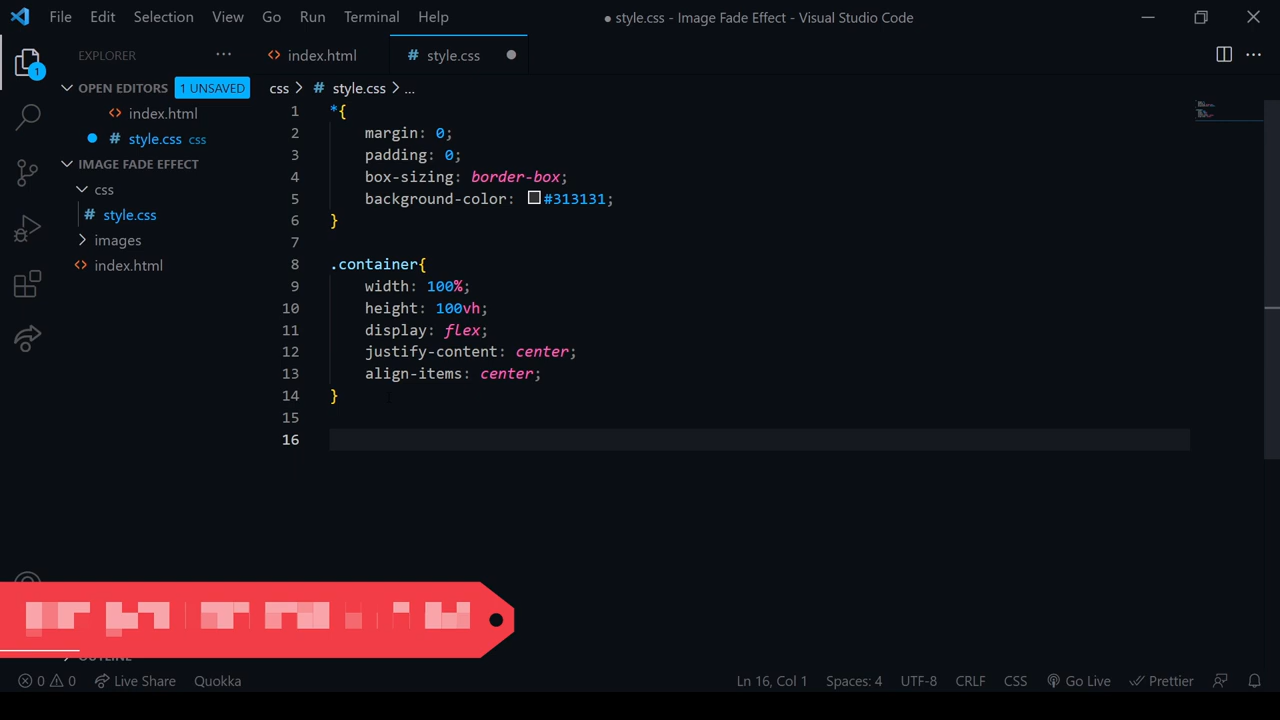 File Edit Selection View Go Run Terminal Help
● style.css - Image Fade Effect - Visual Studio Code
EXPLORER ...
index.html
# style.css
1
OPEN EDITORS 1 UNSAVED
index.html
# style.css css
IMAGE FADE EFFECT
css
# style.css
images
index.html
css > # style.css > ...
1 *{
2 margin: 0;
3 padding: 0;
4 box-sizing: border-box;
5 background-color: #313131;
6 }
7
8 .container{
9 width: 100%;
10 height: 100vh;
11 display: flex;
12 justify-content: center;
13 align-items: center;
14 }
15
16
OUTLINE
0 0 Live Share Quokka
Ln 16, Col 1 Spaces: 4 UTF-8 CRLF CSS Go Live Prettier